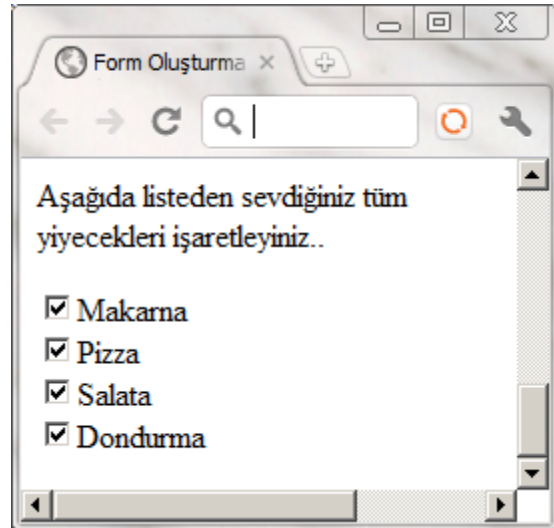 Form Oluşturma
Aşağıda listeden sevdiğiniz tüm
yiyecekleri işaretleyiniz..
Makarna
Pizza
Salata
Dondurma